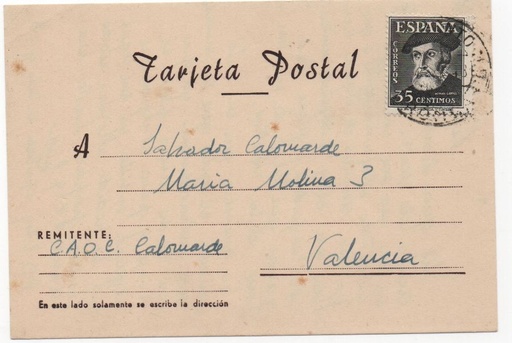 Tarjeta Postal
ESPAÑA
CORREOS
35 CENTIMOS
A Salvador Calomarde
Maria Molina 3
REMITENTE:
C.A.O.C. Calomarde
Valencia
En este lado solamente se escribe la dirección